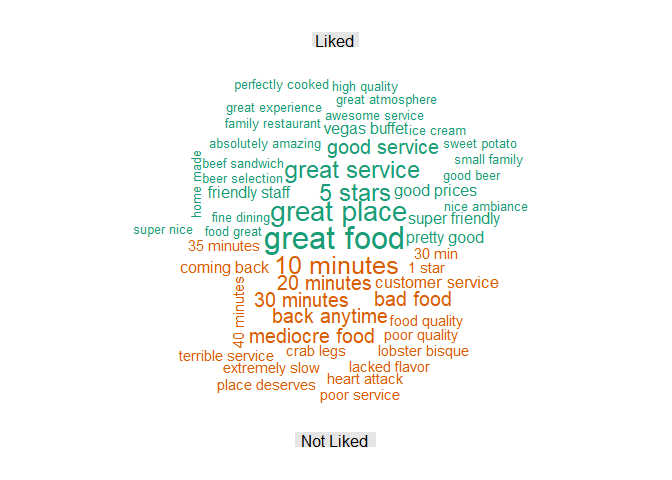 Liked
perfectly cooked
high quality
great atmosphere
great experience
awesome service
family restaurant
vegas buffet
ice cream
absolutely amazing
good service
sweet potato
home made
beef sandwich
great service
small family
beer selection
good beer
friendly staff
5 stars
good prices
nice ambiance
fine dining
great place
super friendly
super nice
food great
great food
pretty good
35 minutes
30 min
coming back
10 minutes
1 star
40 minutes
20 minutes
customer service
30 minutes
bad food
back anytime
food quality
mediocre food
poor quality
terrible service
crab legs
lobster bisque
extremely slow
lacked flavor
place deserves
heart attack
poor service
Not Liked